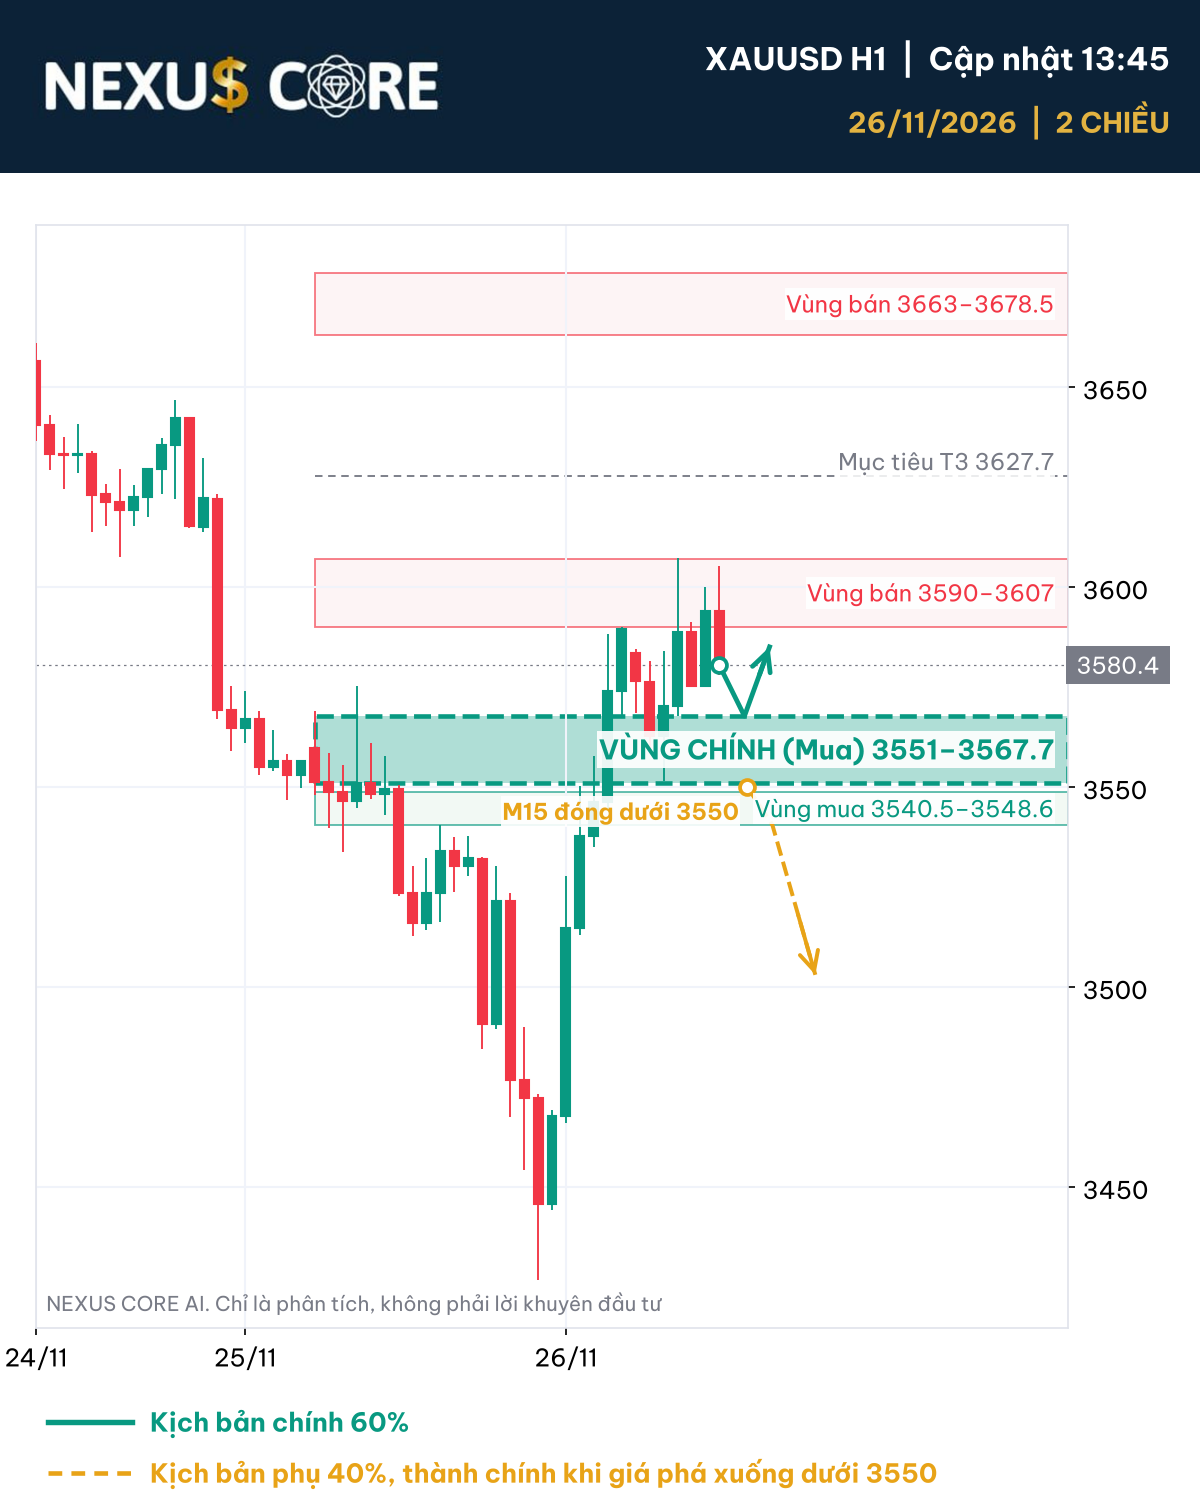 NEXU$ CORE
XAUUSD H1 | Cập nhật 13:45
26/11/2026 | 2 CHIỀU
Vùng bán 3663–3678.5
3650
Mục tiêu T3 3627.7
Vùng bán 3590–3607
3600
3580.4
VÙNG CHÍNH (Mua) 3551–3567.7
3550
M15 đóng dưới 3550
Vùng mua 3540.5–3548.6
3500
3450
NEXUS CORE AI. Chỉ là phân tích, không phải lời khuyên đầu tư
24/11
25/11
26/11
Kịch bản chính 60%
Kịch bản phụ 40%, thành chính khi giá phá xuống dưới 3550